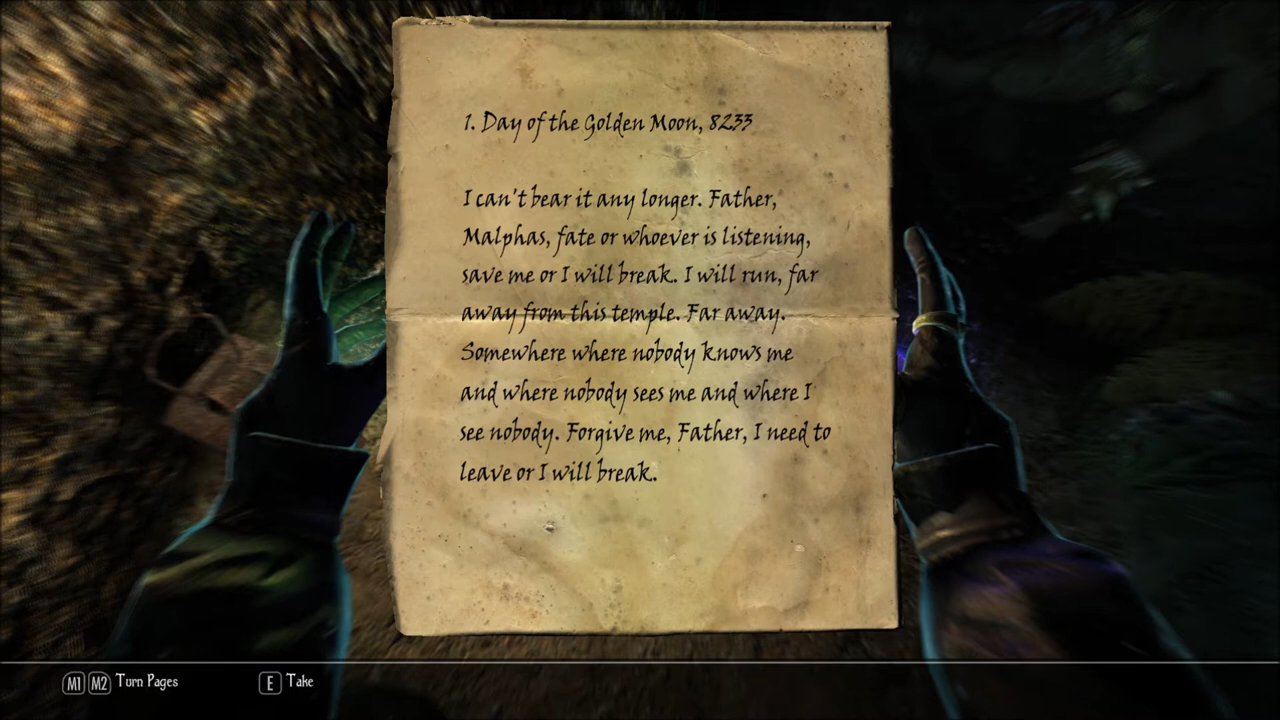 1. Day of the Golden Moon, 8233
I can't bear it any longer. Father,
Malphas, fate or whoever is listening,
save me or I will break. I will run, far
away from this temple. Far away.
Somewhere where nobody knows me
and where nobody sees me and where I
see nobody. Forgive me, Father, I need to
leave or I will break.
M1 M2 Turn Pages E Take